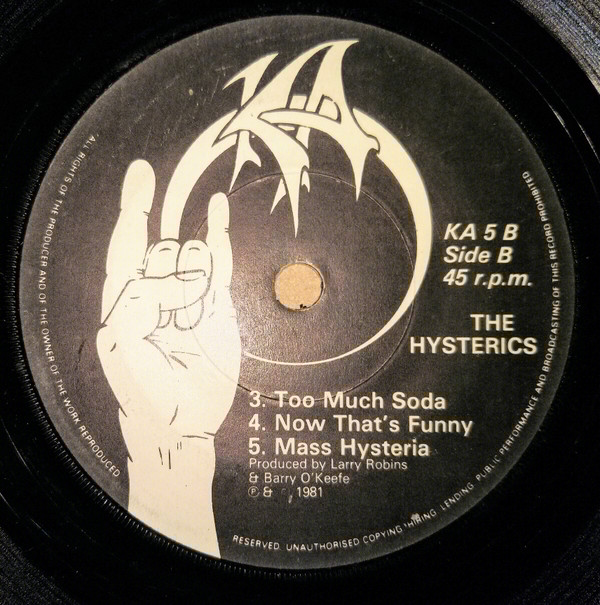 KA
KA 5 B
Side B
45 r.p.m.
THE
HYSTERICS
3. Too Much Soda
4. Now That's Funny
5. Mass Hysteria
Produced by Larry Robins
& Barry O'Keefe
℗ & 1981
ALL RIGHTS OF THE PRODUCER AND OF THE OWNER OF THE WORK REPRODUCED
RESERVED. UNAUTHORISED COPYING HIRING. LENDING. PUBLIC PERFORMANCE AND BROADCASTING OF THIS RECORD PROHIBITED